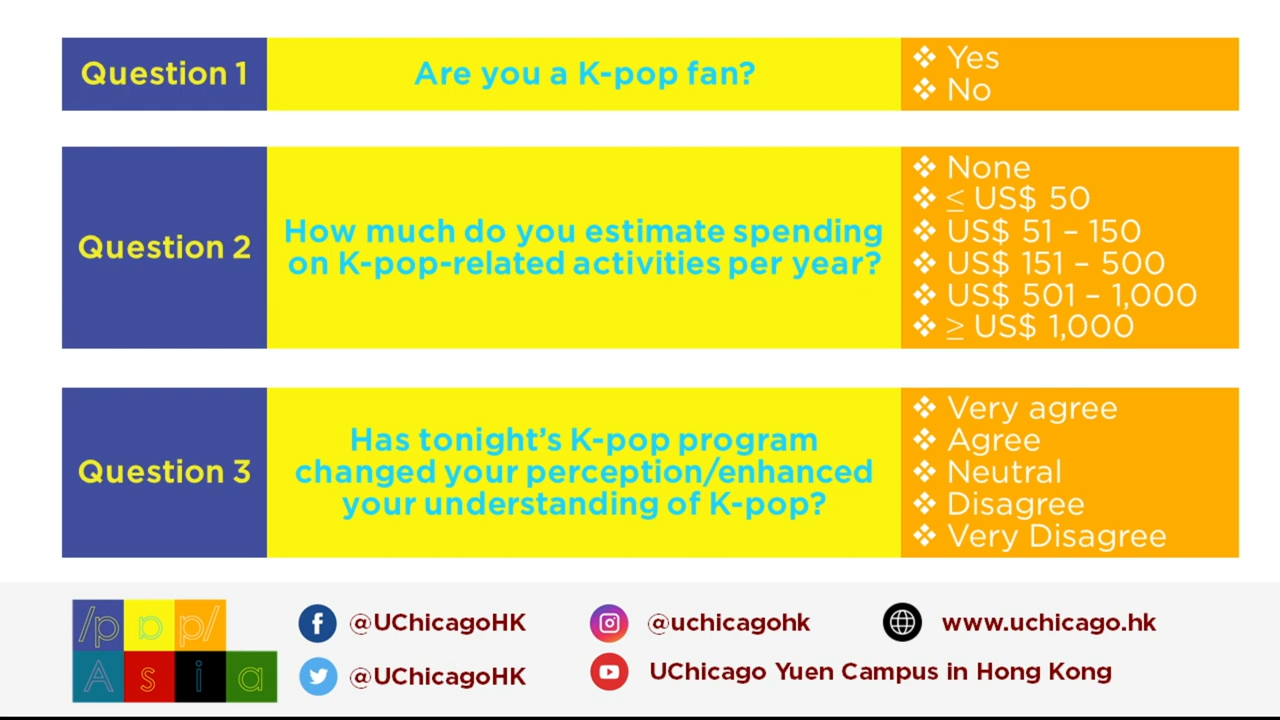 Question 1
Are you a K-pop fan?
❖ Yes
❖ No
Question 2
How much do you estimate spending
on K-pop-related activities per year?
❖ None
❖ ≤ US$ 50
❖ US$ 51 – 150
❖ US$ 151 – 500
❖ US$ 501 – 1,000
❖ ≥ US$ 1,000
Question 3
Has tonight’s K-pop program
changed your perception/enhanced
your understanding of K-pop?
❖ Very agree
❖ Agree
❖ Neutral
❖ Disagree
❖ Very Disagree
/pɒp/
Asia
@UChicagoHK
@uchicagohk
www.uchicago.hk
@UChicagoHK
UChicago Yuen Campus in Hong Kong